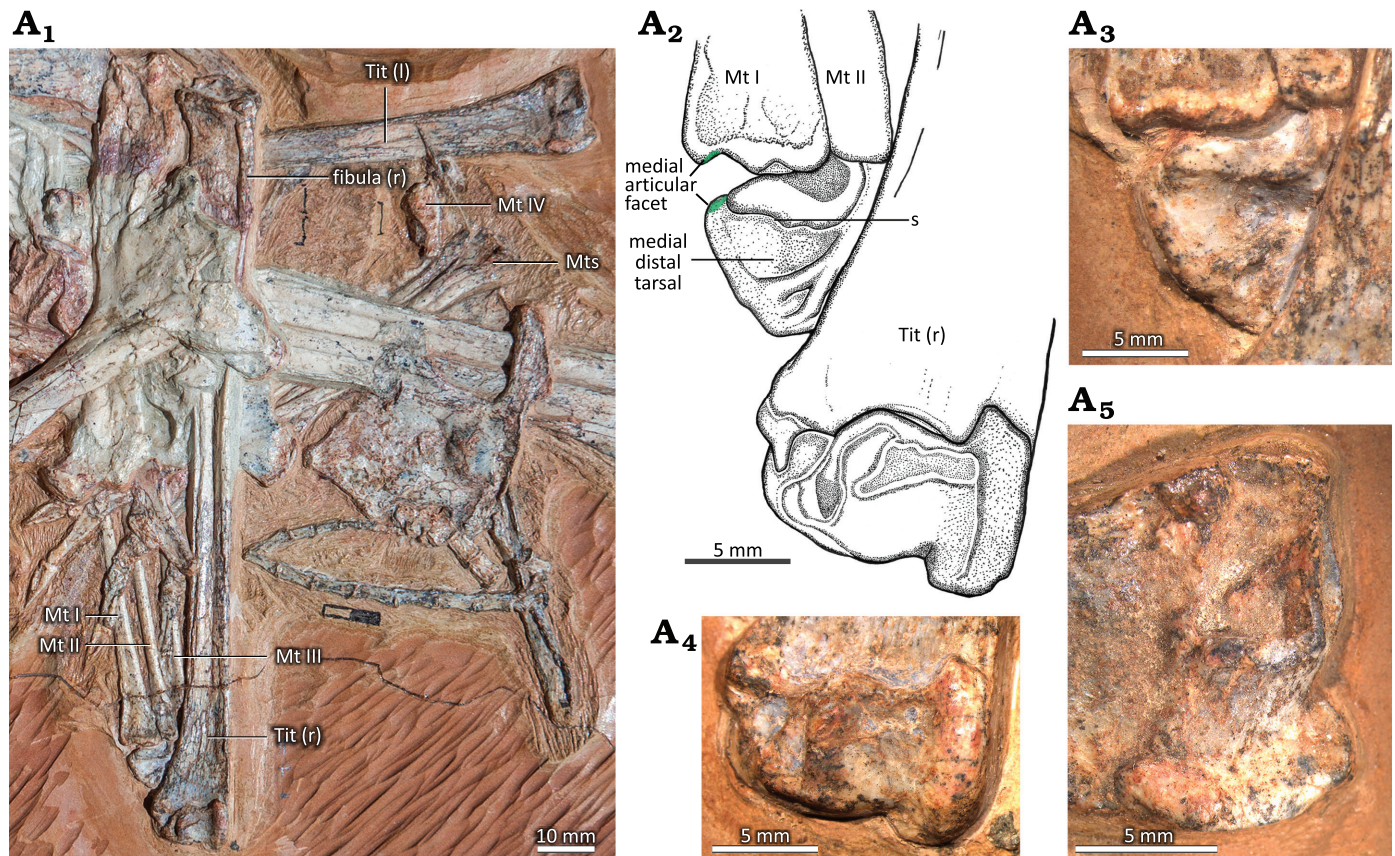 A1
Tit (l)
fibula (r)
Mt IV
Mts
Mt I
Mt II
Mt III
Tit (r)
10 mm
A2
Mt I
Mt II
medial
articular
facet
s
medial
distal
tarsal
Tit (r)
5 mm
A3
5 mm
A4
5 mm
A5
5 mm